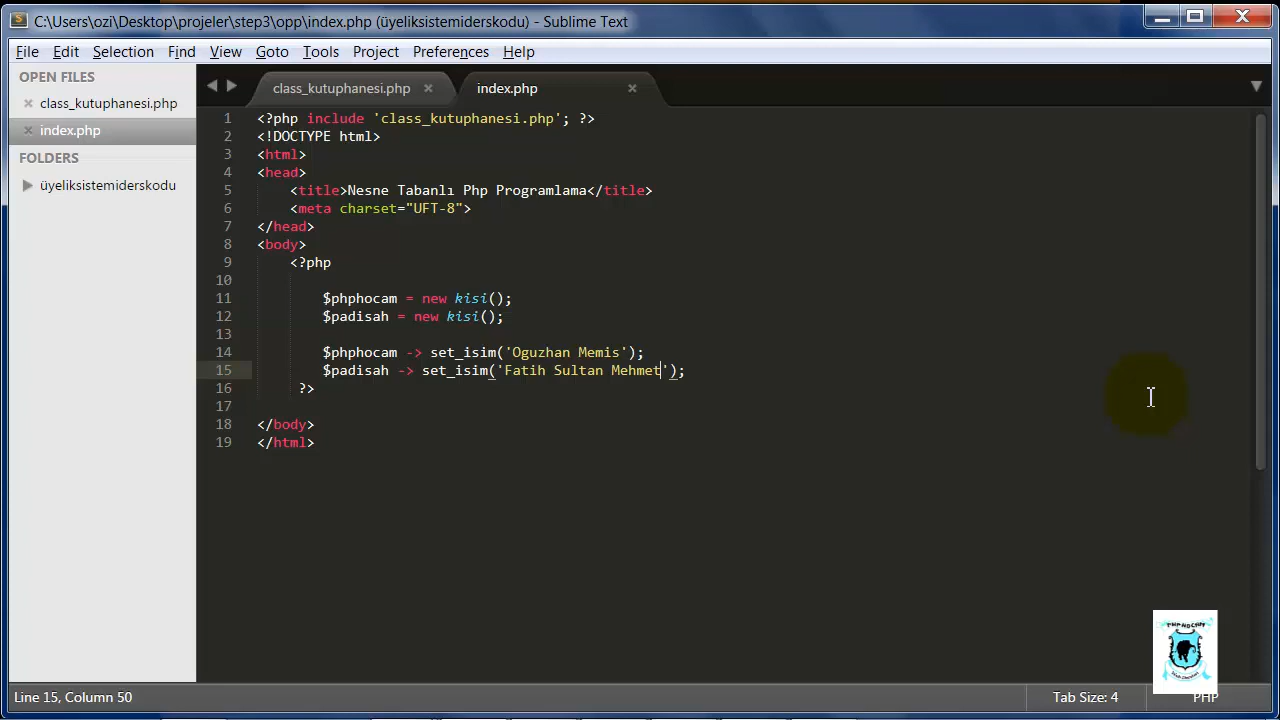 C:\Users\ozi\Desktop\projeler\step3\opp\index.php (üyeliksistemiderskodu) - Sublime Text
File Edit Selection Find View Goto Tools Project Preferences Help
OPEN FILES
class_kutuphanesi.php
index.php
FOLDERS
üyeliksistemiderskodu
class_kutuphanesi.php index.php
1 <?php include 'class_kutuphanesi.php'; ?>
2 <!DOCTYPE html>
3 <html>
4 <head>
5 <title>Nesne Tabanlı Php Programlama</title>
6 <meta charset="UFT-8">
7 </head>
8 <body>
9 <?php
10
11 $phphocam = new kisi();
12 $padisah = new kisi();
13
14 $phphocam -> set_isim('Oguzhan Memis');
15 $padisah -> set_isim('Fatih Sultan Mehmet');
16 ?>
17
18 </body>
19 </html>
PHPHOCAM
Line 15, Column 50
Tab Size: 4
PHP